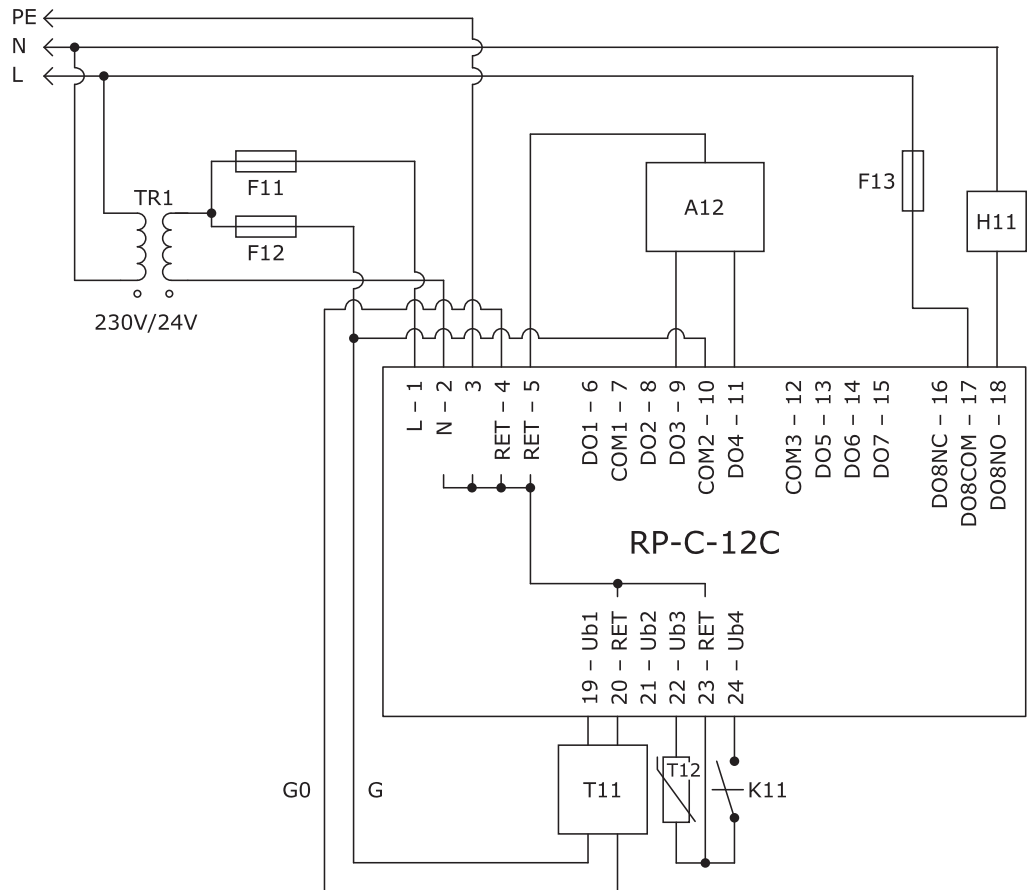 PE
N
L
F11
TR1
F12
230V/24V
A12
F13
H11
L – 1
N – 2
3
RET – 4
RET – 5
DO1 – 6
COM1 – 7
DO2 – 8
DO3 – 9
COM2 – 10
DO4 – 11
COM3 – 12
DO5 – 13
DO6 – 14
DO7 – 15
DO8NC – 16
DO8COM – 17
DO8NO – 18
RP-C-12C
19 – Ub1
20 – RET
21 – Ub2
22 – Ub3
23 – RET
24 – Ub4
G0
G
T11
T12
K11